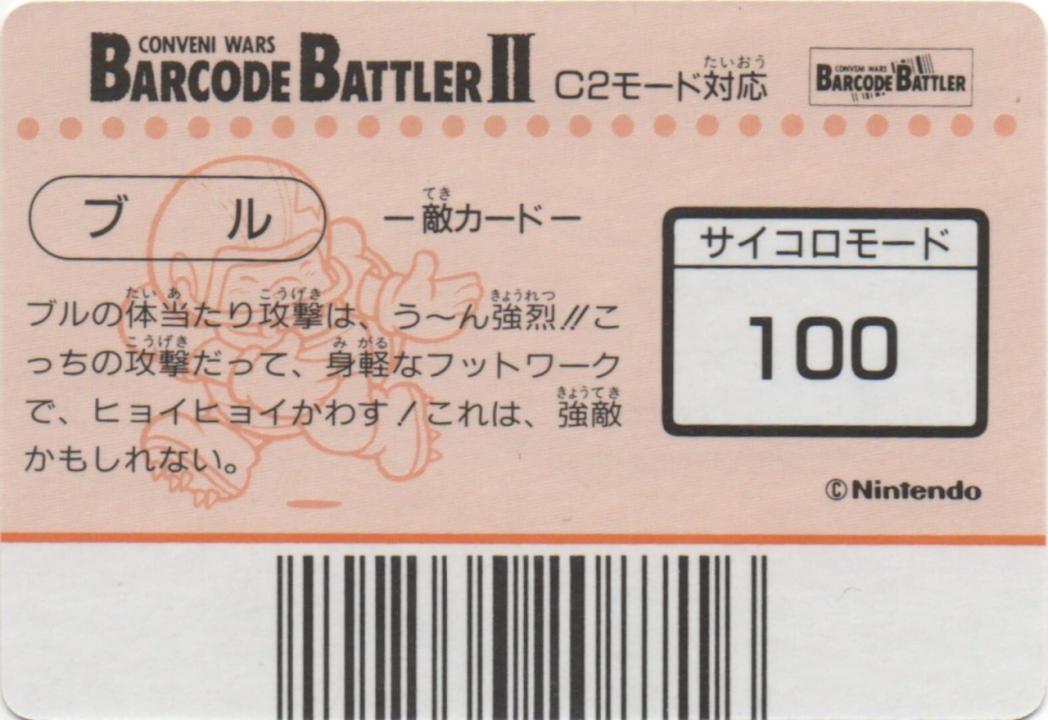 CONVENI WARS
BARCODE BATTLER II C2モード対応
たいおう
CONVENI WARS
BARCODE BATTLER
ブル
てき
ー敵カードー
サイコロモード
100
たい あ こうげき きょうれつ
ブルの体当たり攻撃は、う〜ん強烈!!こ
こうげき み がる
っちの攻撃だって、身軽なフットワーク
きょうてき
で、ヒョイヒョイかわす!これは、強敵
かもしれない。
©Nintendo